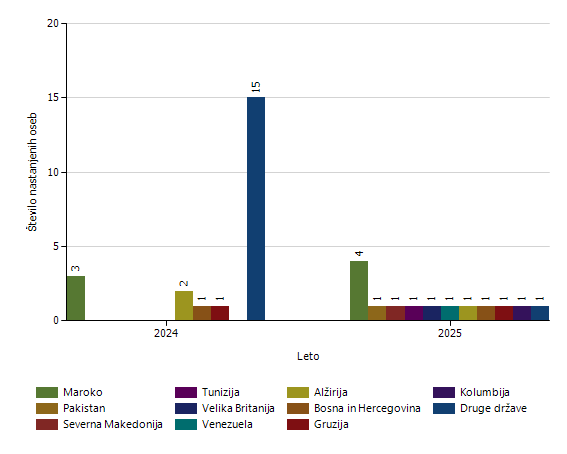 20
15
10
5
0
Število nastanjenih oseb
3
2
1
1
15
4
1
1
1
1
1
1
1
1
1
1
2024
2025
Leto
Maroko
Tunizija
Alžirija
Kolumbija
Pakistan
Velika Britanija
Bosna in Hercegovina
Druge države
Severna Makedonija
Venezuela
Gruzija